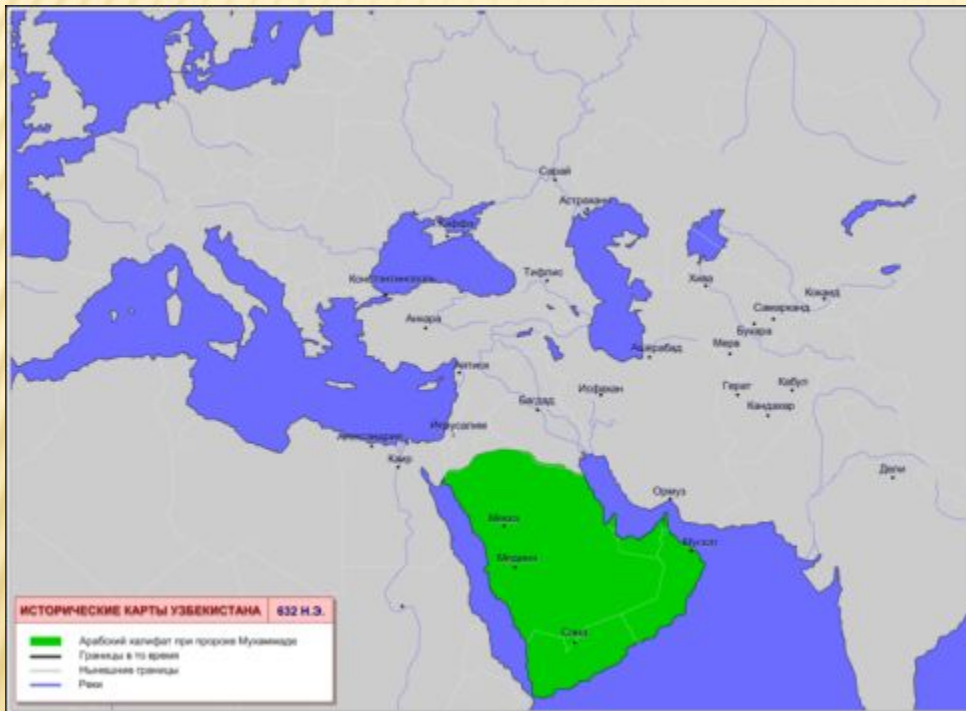 Сарай
Астрахань
Каффа
Константинополь
Тифлис
Хива
Коканд
Самарканд
Бухара
Анкара
Мерв
Ашхабад
Антиох
Герат
Кабул
Багдад
Исфахан
Кандахар
Иерусалим
Александрия
Каир
Дели
Ормуз
Мекка
Мускат
Медина
Сана
ИСТОРИЧЕСКИЕ КАРТЫ УЗБЕКИСТАНА 632 Н.Э.
Арабский халифат при пророке Мухаммаде
Границы в то время
Нынешние границы
Реки